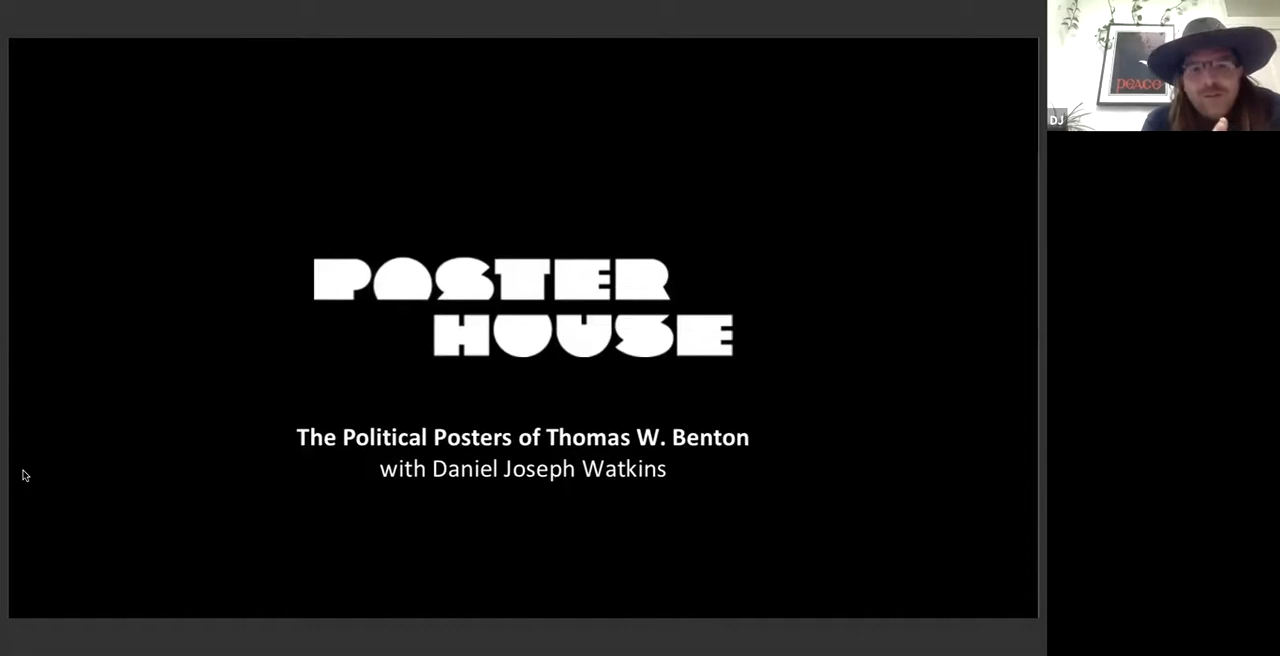 POSTER
HOUSE
The Political Posters of Thomas W. Benton
with Daniel Joseph Watkins
DJ
peace